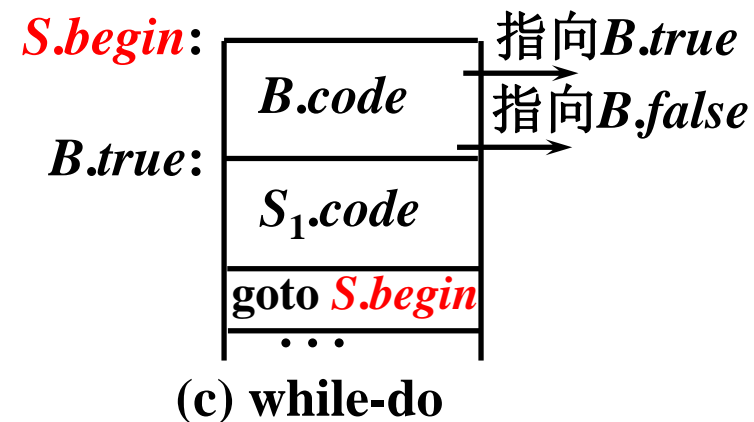 S.begin:
指向B.true
B.code
指向B.false
B.true:
S₁.code
goto S.begin
...
(c) while-do